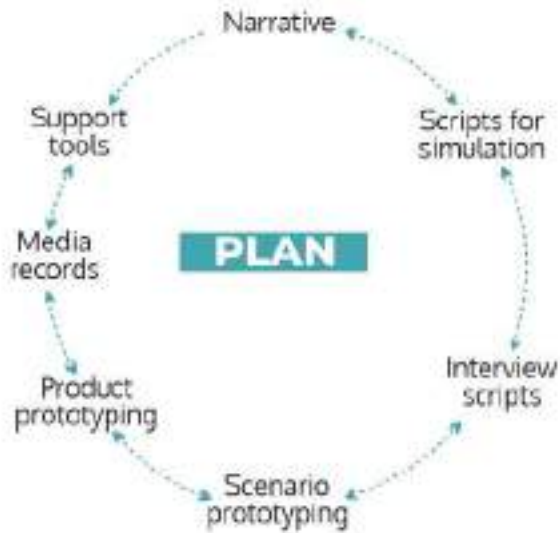 Narrative
Scripts for
simulation
Interview
scripts
Scenario
prototyping
Product
prototyping
Media
records
Support
tools
PLAN